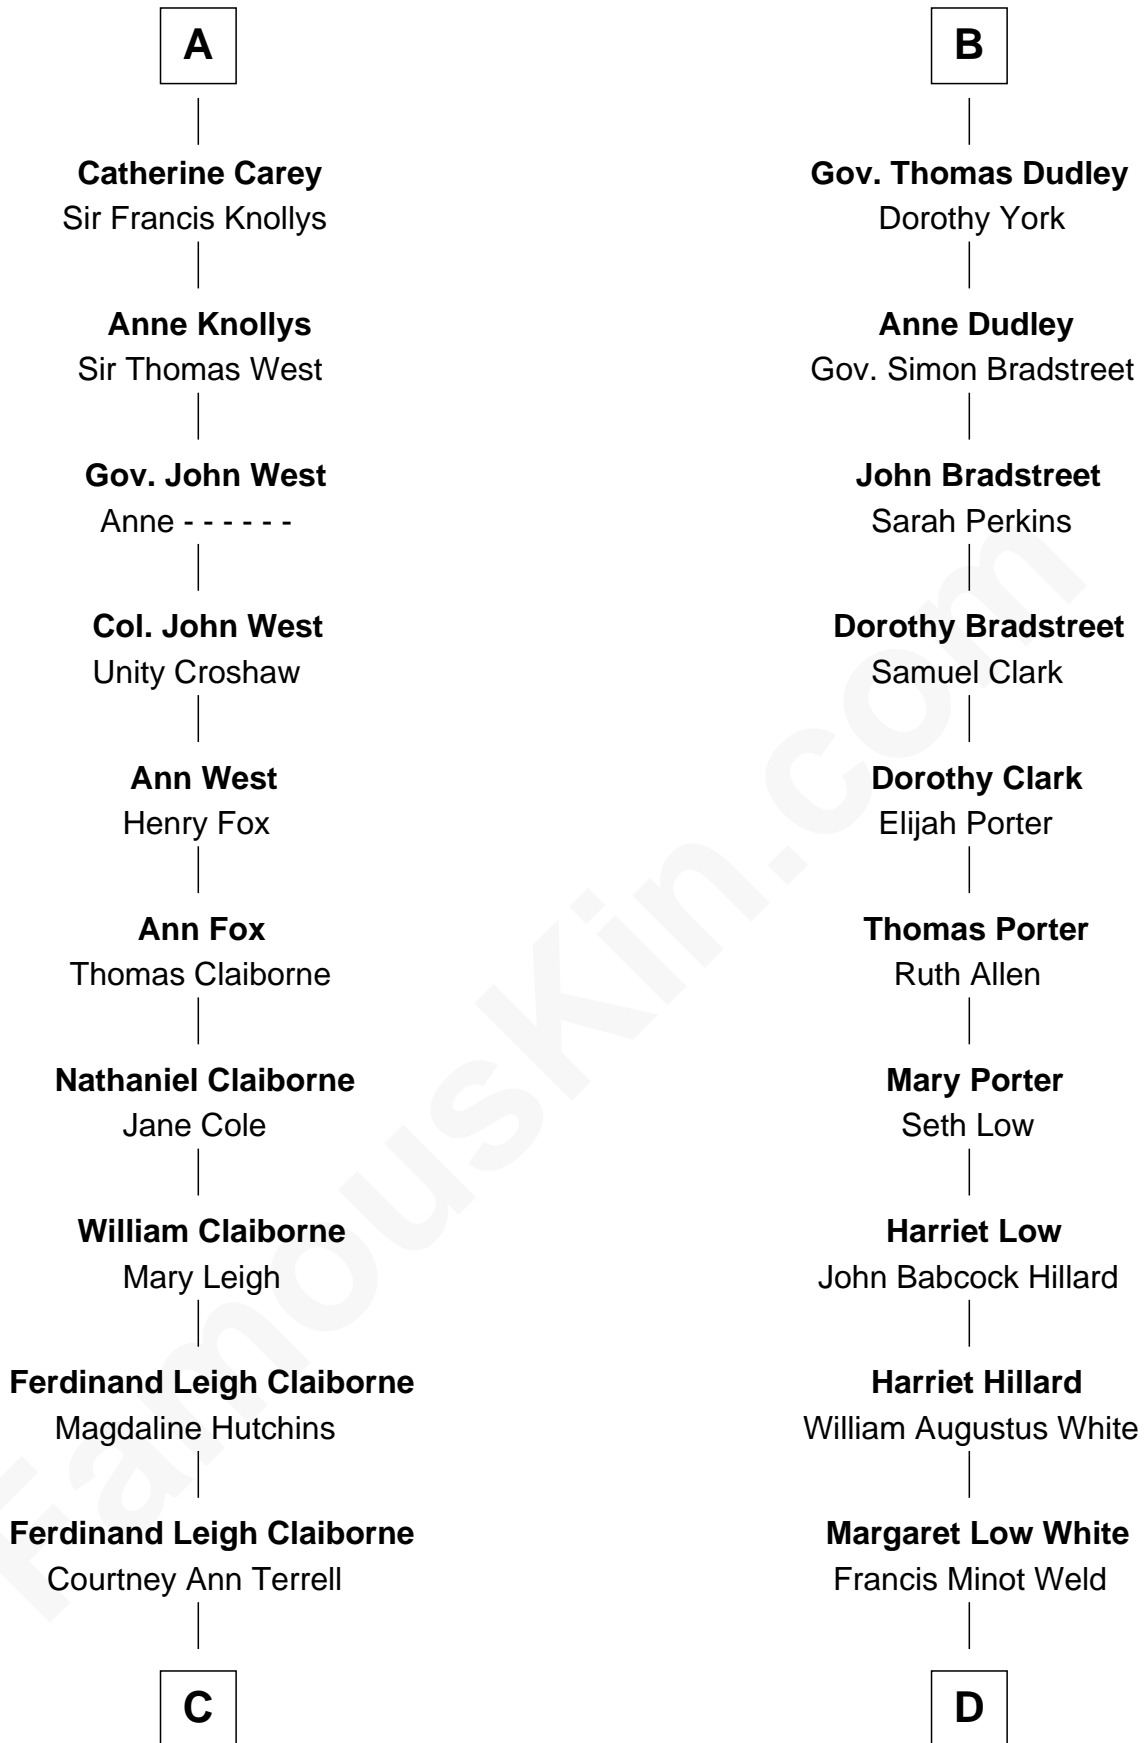 A
Catherine Carey
Sir Francis Knollys
Anne Knollys
Sir Thomas West
Gov. John West
Anne - - - - - -
Col. John West
Unity Croshaw
Ann West
Henry Fox
Ann Fox
Thomas Claiborne
Nathaniel Claiborne
Jane Cole
William Claiborne
Mary Leigh
Ferdinand Leigh Claiborne
Magdaline Hutchins
Ferdinand Leigh Claiborne
Courtney Ann Terrell
C
B
Gov. Thomas Dudley
Dorothy York
Anne Dudley
Gov. Simon Bradstreet
John Bradstreet
Sarah Perkins
Dorothy Bradstreet
Samuel Clark
Dorothy Clark
Elijah Porter
Thomas Porter
Ruth Allen
Mary Porter
Seth Low
Harriet Low
John Babcock Hillard
Harriet Hillard
William Augustus White
Margaret Low White
Francis Minot Weld
D
FamousKin.com